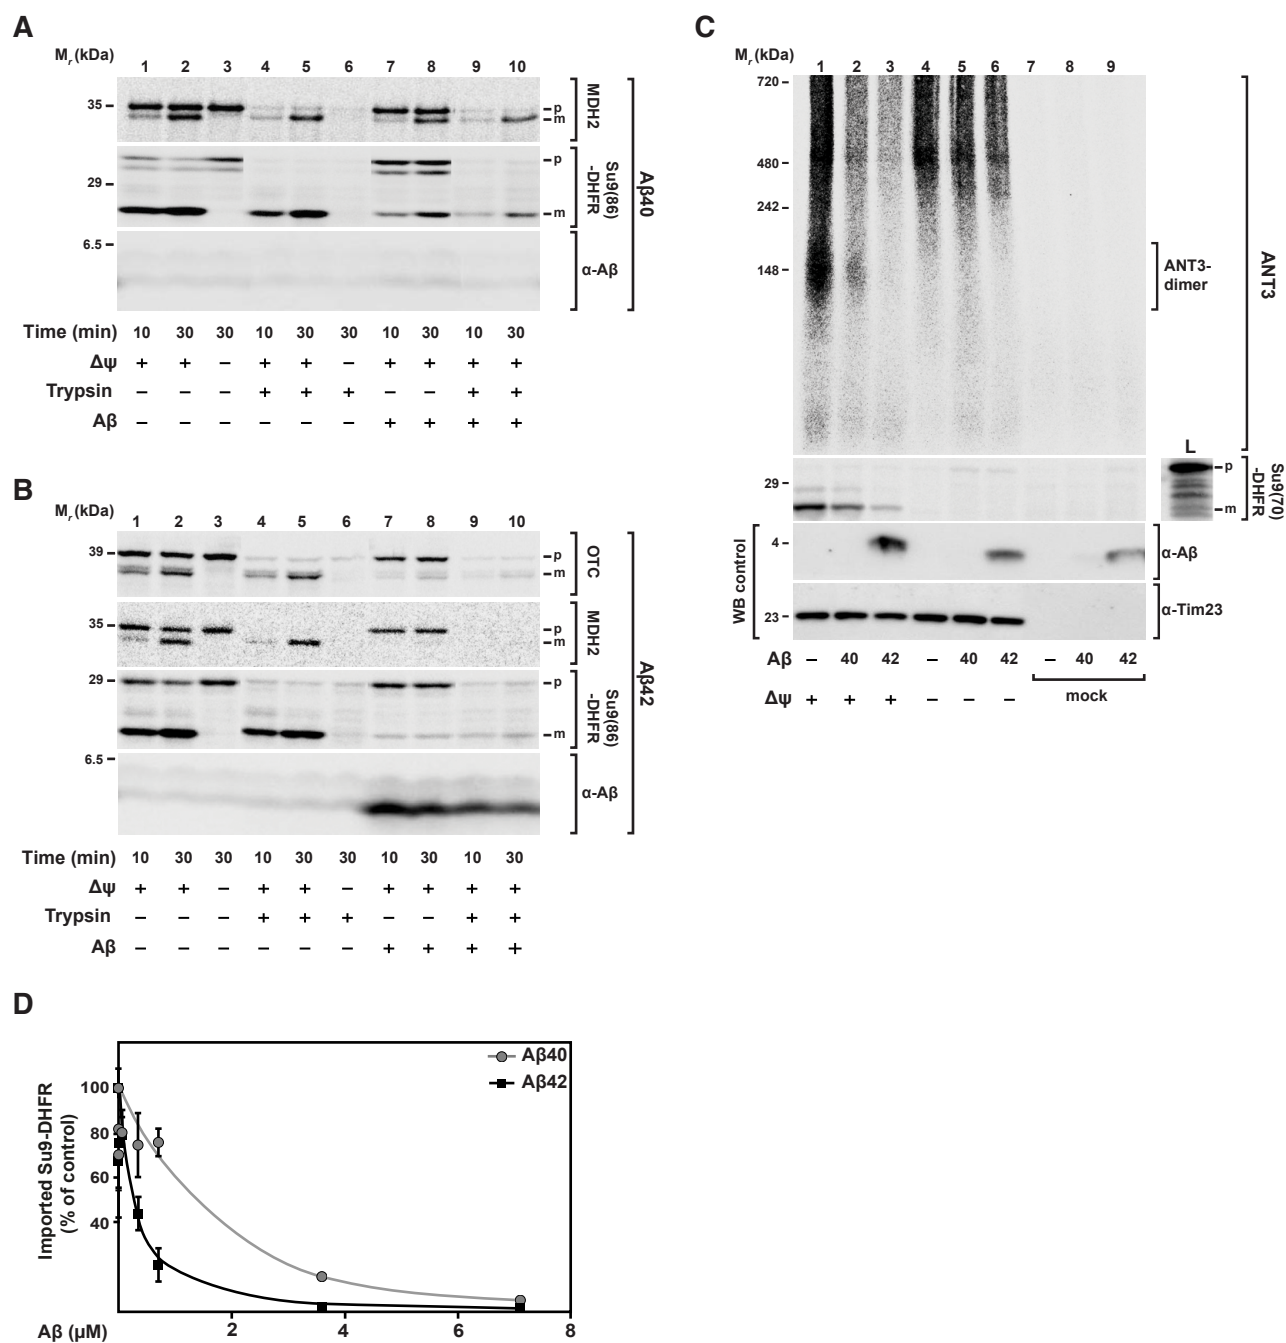 A
M_r (kDa)
1 2 3 4 5 6 7 8 9 10
35
p
m
MDH2
29
p
m
Su9(86)
-DHFR
6.5
α-Aβ
Aβ40
Time (min) 10 30 30 10 30 30 10 30 10 30
Δψ + + − + + − + + + +
Trypsin − − − + + + − − + +
Aβ − − − − − − + + + +
B
M_r (kDa)
1 2 3 4 5 6 7 8 9 10
39
p
m
OTC
35
p
m
MDH2
29
p
m
Su9(86)
-DHFR
6.5
α-Aβ
Aβ42
Time (min) 10 30 30 10 30 30 10 30 10 30
Δψ + + − + + − + + + +
Trypsin − − − + + + − − + +
Aβ − − − − − − + + + +
C
M_r (kDa)
1 2 3 4 5 6 7 8 9
720
480
242
148
ANT3-
dimer
ANT3
L
29
p
m
Su9(70)
-DHFR
WB control
4
α-Aβ
23
α-Tim23
Aβ − 40 42 − 40 42 − 40 42
Δψ + + + − − − mock
D
Aβ40
Aβ42
100
80
60
40
Imported Su9-DHFR
(% of control)
2 4 6 8
Aβ (µM)